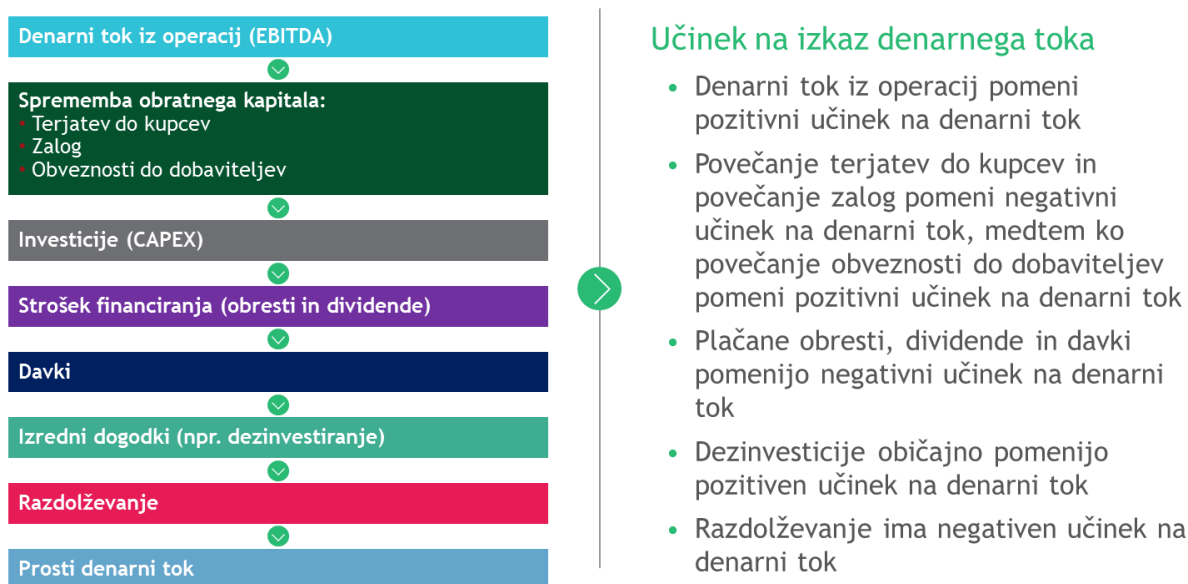 Denarni tok iz operacij (EBITDA)
Sprememba obratnega kapitala:
• Terjatev do kupcev
• Zalog
• Obveznosti do dobaviteljev
Investicije (CAPEX)
Strošek financiranja (obresti in dividende)
Davki
Izredni dogodki (npr. dezinvestiranje)
Razdolževanje
Prosti denarni tok
Učinek na izkaz denarnega toka
• Denarni tok iz operacij pomeni
pozitivni učinek na denarni tok
• Povečanje terjatev do kupcev in
povečanje zalog pomeni negativni
učinek na denarni tok, medtem ko
povečanje obveznosti do dobaviteljev
pomeni pozitivni učinek na denarni tok
• Plačane obresti, dividende in davki
pomenijo negativni učinek na denarni
tok
• Dezinvesticije običajno pomenijo
pozitiven učinek na denarni tok
• Razdolževanje ima negativen učinek na
denarni tok